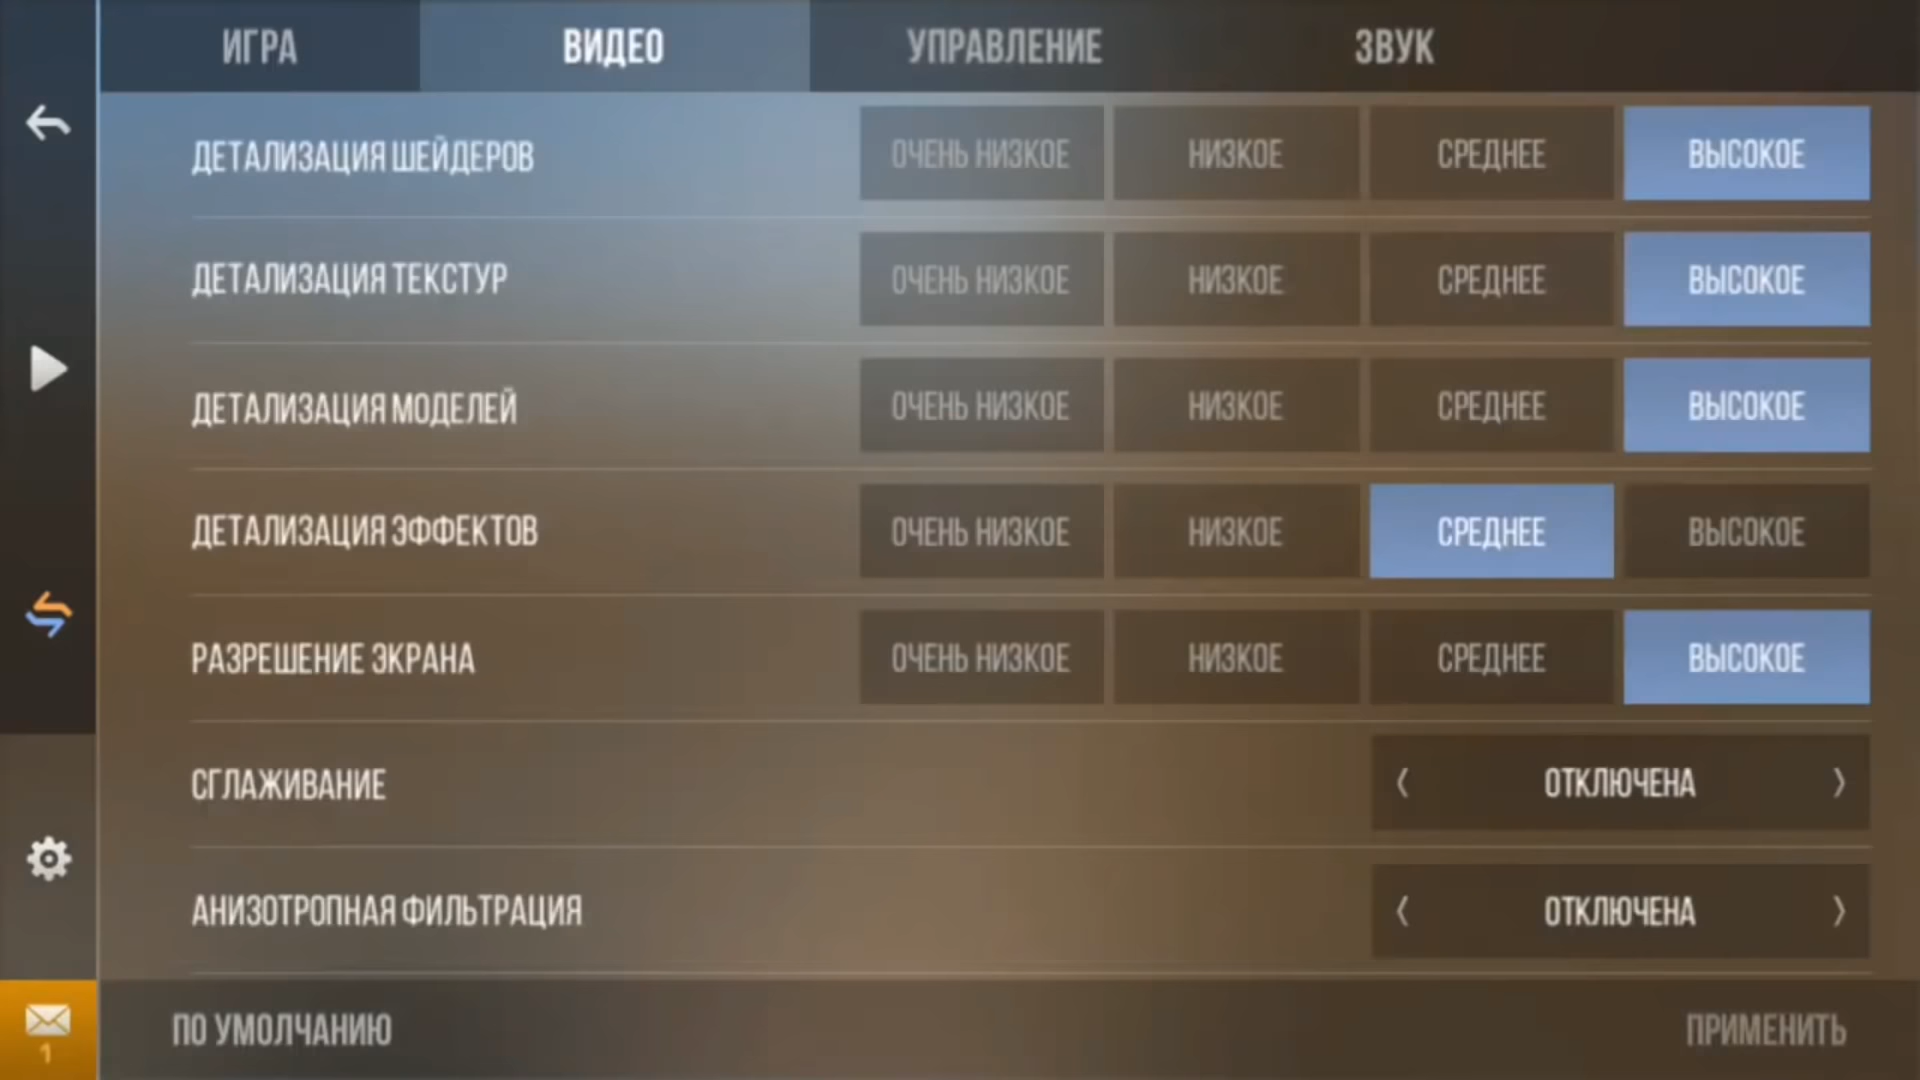 ИГРА ВИДЕО УПРАВЛЕНИЕ ЗВУК
ДЕТАЛИЗАЦИЯ ШЕЙДЕРОВ ОЧЕНЬ НИЗКОЕ НИЗКОЕ СРЕДНЕЕ ВЫСОКОЕ
ДЕТАЛИЗАЦИЯ ТЕКСТУР ОЧЕНЬ НИЗКОЕ НИЗКОЕ СРЕДНЕЕ ВЫСОКОЕ
ДЕТАЛИЗАЦИЯ МОДЕЛЕЙ ОЧЕНЬ НИЗКОЕ НИЗКОЕ СРЕДНЕЕ ВЫСОКОЕ
ДЕТАЛИЗАЦИЯ ЭФФЕКТОВ ОЧЕНЬ НИЗКОЕ НИЗКОЕ СРЕДНЕЕ ВЫСОКОЕ
РАЗРЕШЕНИЕ ЭКРАНА ОЧЕНЬ НИЗКОЕ НИЗКОЕ СРЕДНЕЕ ВЫСОКОЕ
СГЛАЖИВАНИЕ ОТКЛЮЧЕНА
АНИЗОТРОПНАЯ ФИЛЬТРАЦИЯ ОТКЛЮЧЕНА
ПО УМОЛЧАНИЮ ПРИМЕНИТЬ
1